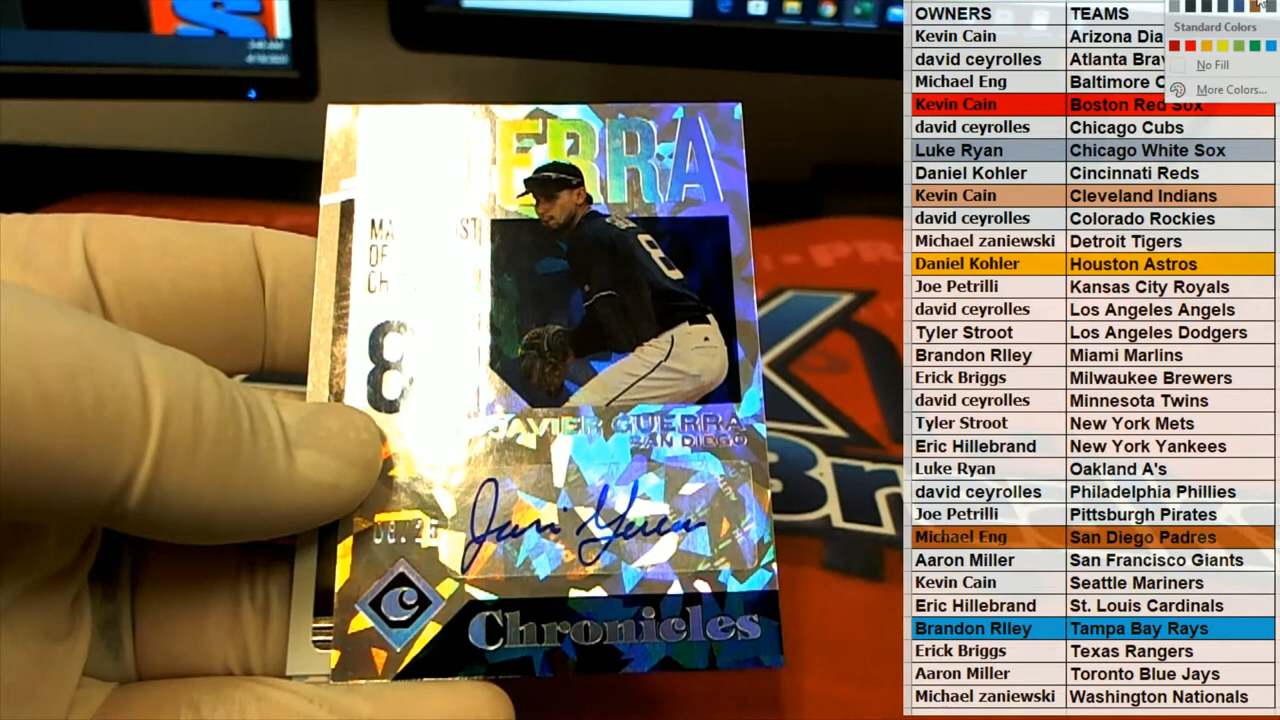 ERRA
8
8
JAVIER GUERRA
SAN DIEGO
Javi Guerra
Chronicles
OWNERS TEAMS
Kevin Cain Arizona Dia
david ceyrolles Atlanta Brav
Michael Eng Baltimore O
Kevin Cain Boston Red Sox
david ceyrolles Chicago Cubs
Luke Ryan Chicago White Sox
Daniel Kohler Cincinnati Reds
Kevin Cain Cleveland Indians
david ceyrolles Colorado Rockies
Michael zaniewski Detroit Tigers
Daniel Kohler Houston Astros
Joe Petrilli Kansas City Royals
david ceyrolles Los Angeles Angels
Tyler Stroot Los Angeles Dodgers
Brandon RIley Miami Marlins
Erick Briggs Milwaukee Brewers
david ceyrolles Minnesota Twins
Tyler Stroot New York Mets
Eric Hillebrand New York Yankees
Luke Ryan Oakland A's
david ceyrolles Philadelphia Phillies
Joe Petrilli Pittsburgh Pirates
Michael Eng San Diego Padres
Aaron Miller San Francisco Giants
Kevin Cain Seattle Mariners
Eric Hillebrand St. Louis Cardinals
Brandon RIley Tampa Bay Rays
Erick Briggs Texas Rangers
Aaron Miller Toronto Blue Jays
Michael zaniewski Washington Nationals
Standard Colors
No Fill
More Colors...